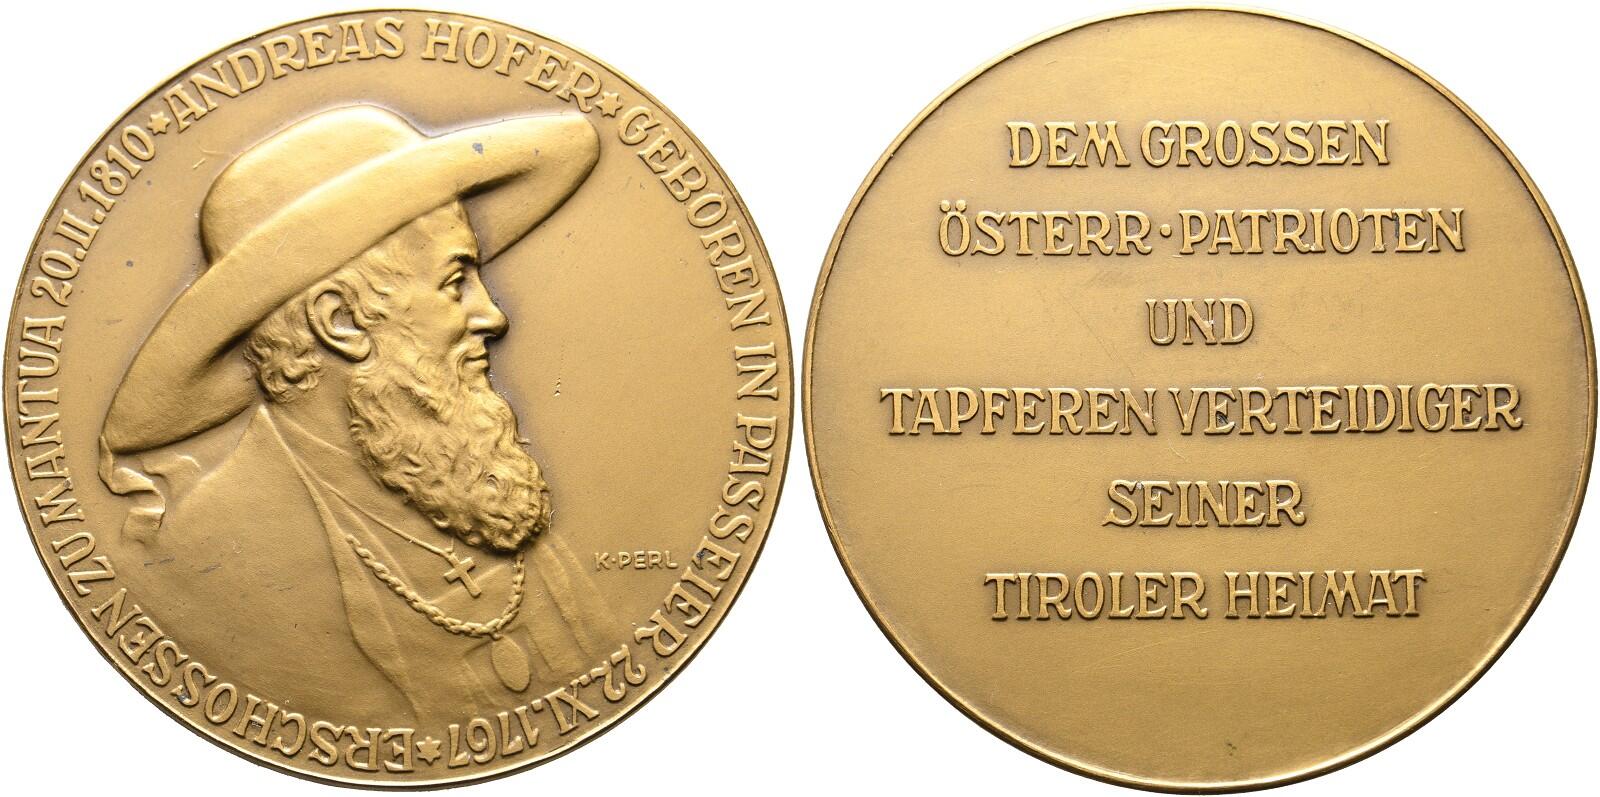 ANDREAS HOFER * GEBOREN IN PASSEIER 22.XI.1767 * ERSCHOSSEN ZU MANTUA 20.II.1810 *
K·PERL
DEM GROSSEN
ÖSTERR·PATRIOTEN
UND
TAPFEREN VERTEIDIGER
SEINER
TIROLER HEIMAT